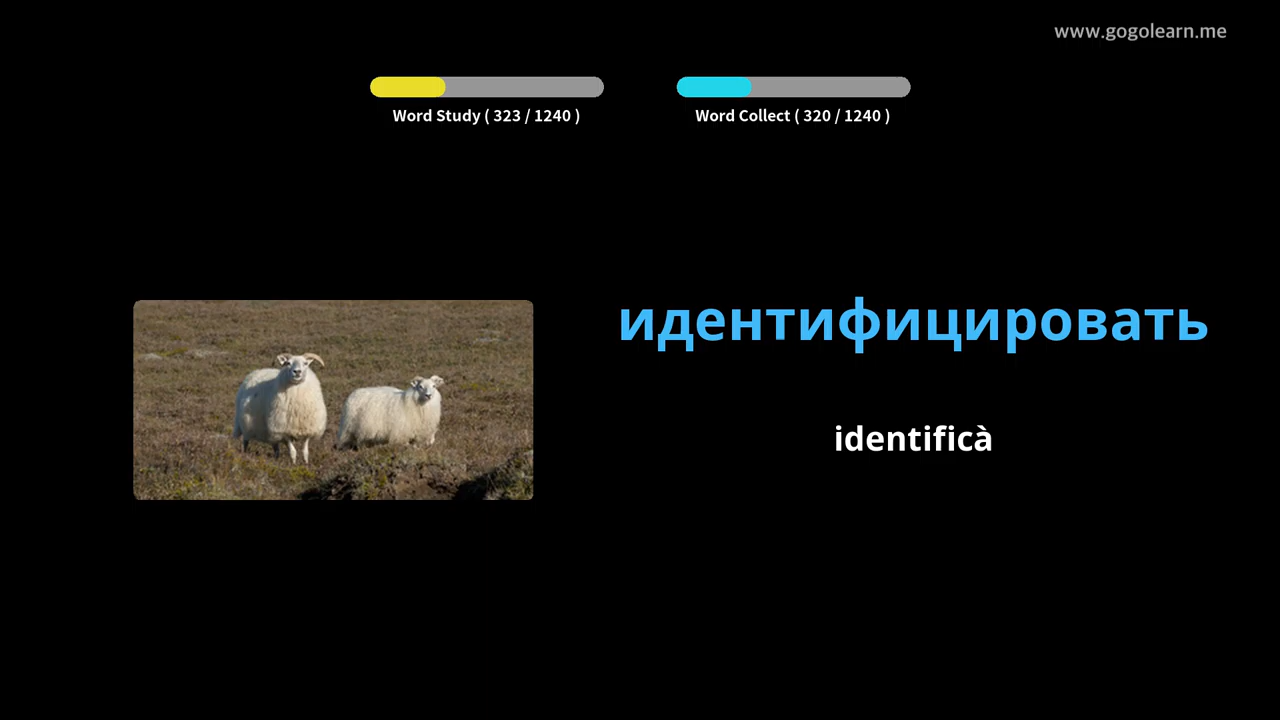 www.gogolearn.me
Word Study ( 323 / 1240 )
Word Collect ( 320 / 1240 )
идентифицировать
identificà